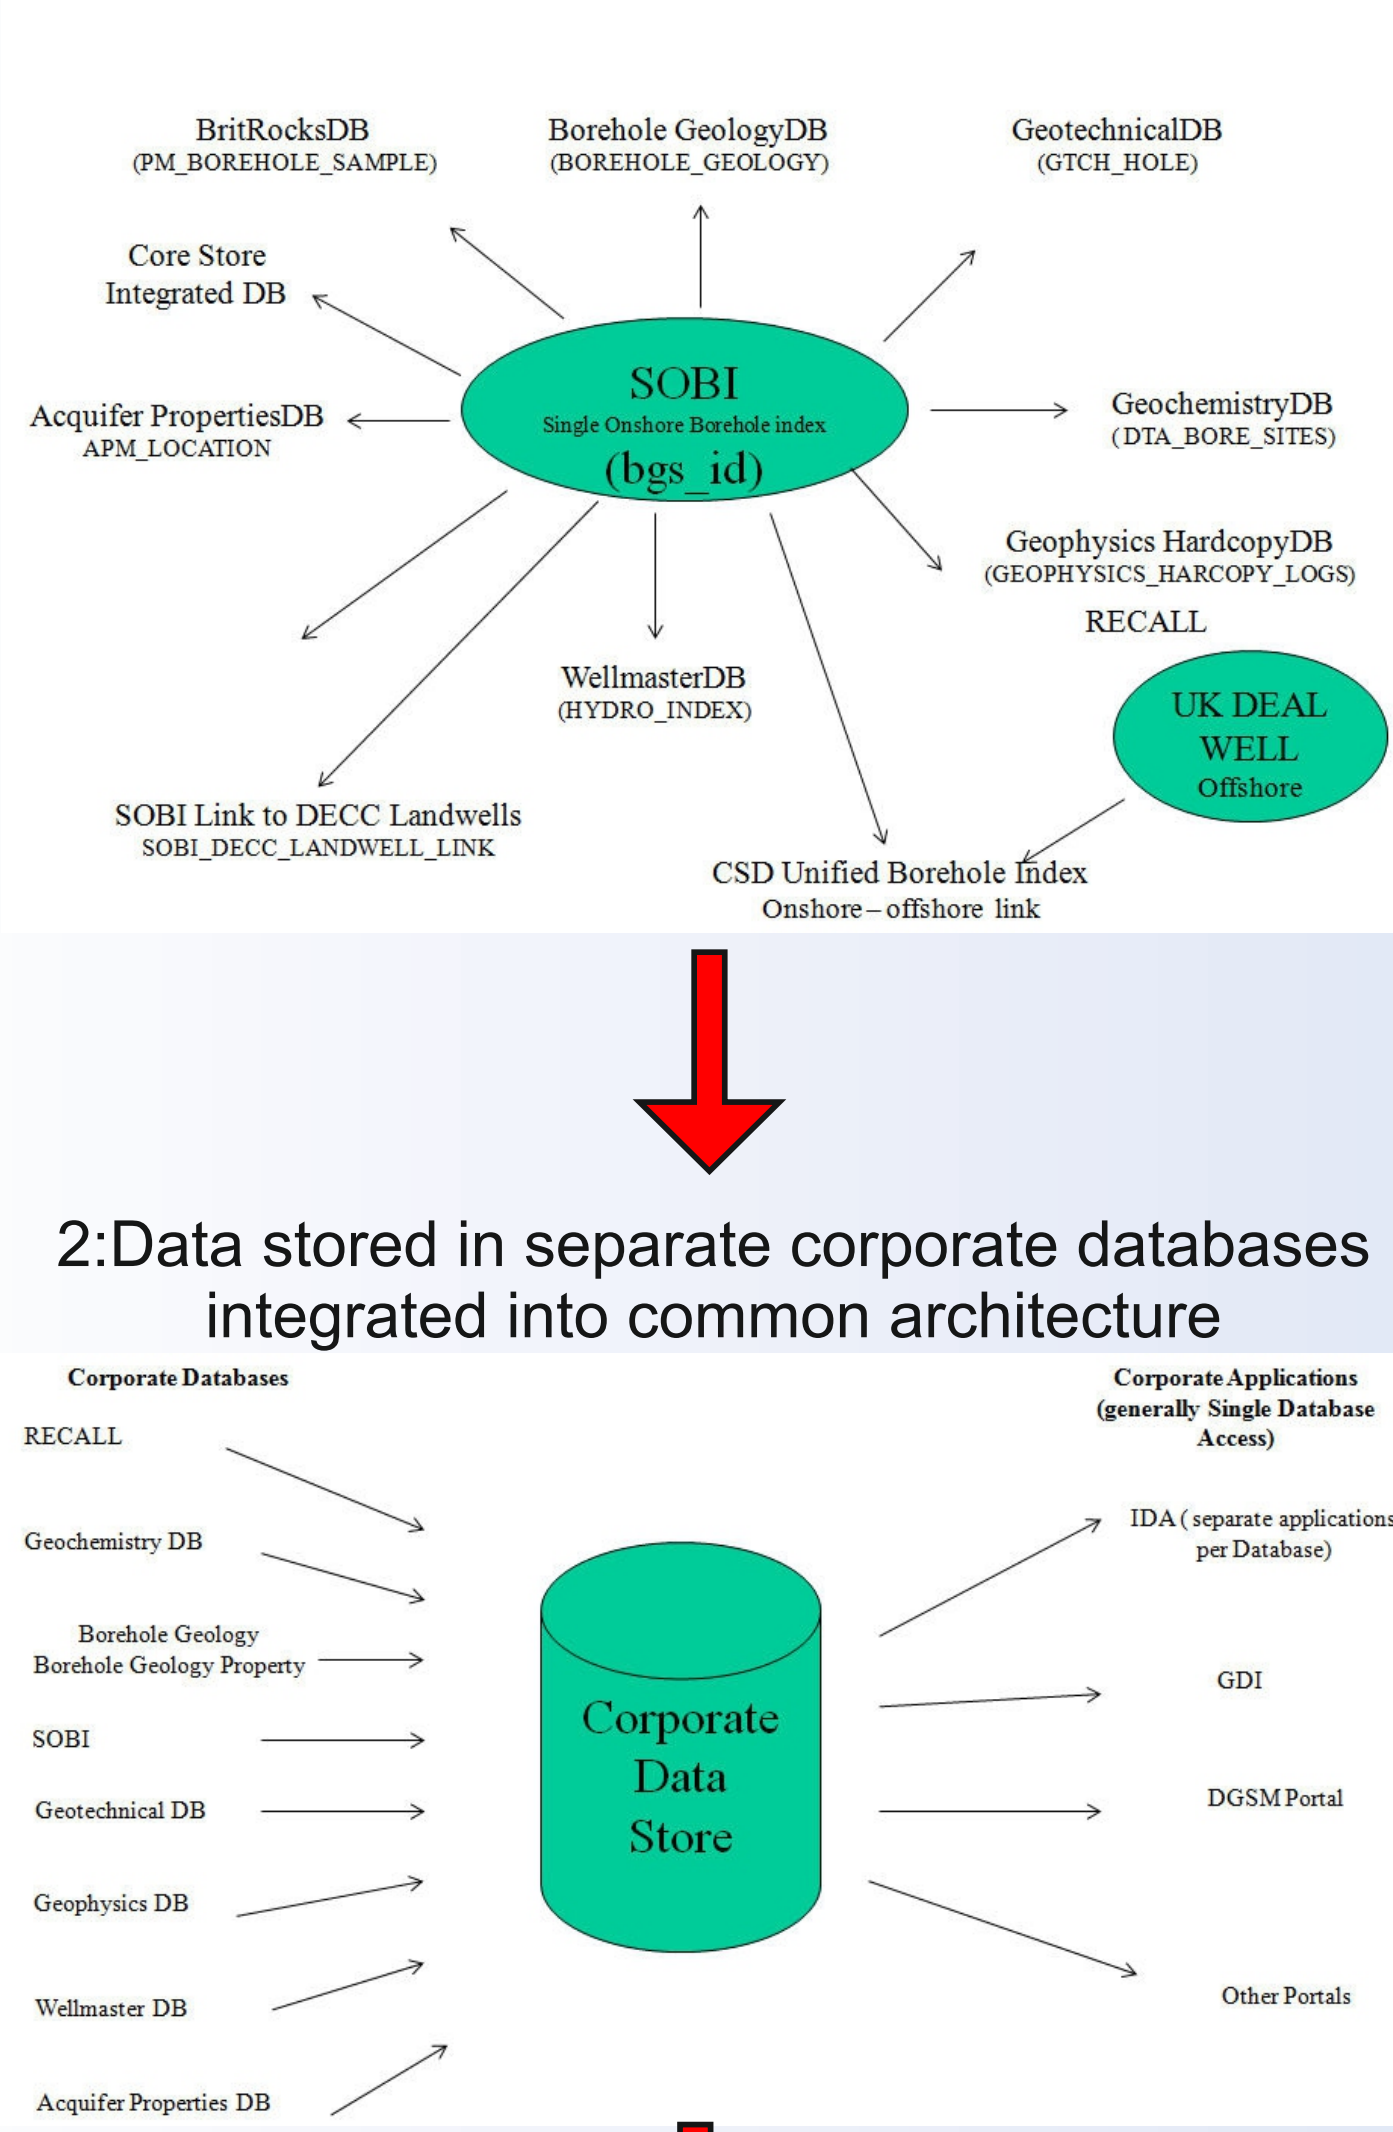 BritRocksDB
(PM_BOREHOLE_SAMPLE)
Borehole GeologyDB
(BOREHOLE_GEOLOGY)
GeotechnicalDB
(GTCH_HOLE)
Core Store
Integrated DB
SOBI
Single Onshore Borehole index
(bgs_id)
Acquifer PropertiesDB
APM_LOCATION
GeochemistryDB
(DTA_BORE_SITES)
Geophysics HardcopyDB
(GEOPHYSICS_HARCOPY_LOGS)
RECALL
WellmasterDB
(HYDRO_INDEX)
UK DEAL
WELL
Offshore
SOBI Link to DECC Landwells
SOBI_DECC_LANDWELL_LINK
CSD Unified Borehole Index
Onshore – offshore link
2:Data stored in separate corporate databases
integrated into common architecture
Corporate Databases
RECALL
Geochemistry DB
Borehole Geology
Borehole Geology Property
SOBI
Geotechnical DB
Geophysics DB
Wellmaster DB
Acquifer Properties DB
Corporate
Data
Store
Corporate Applications
(generally Single Database
Access)
IDA ( separate applications
per Database)
GDI
DGSM Portal
Other Portals